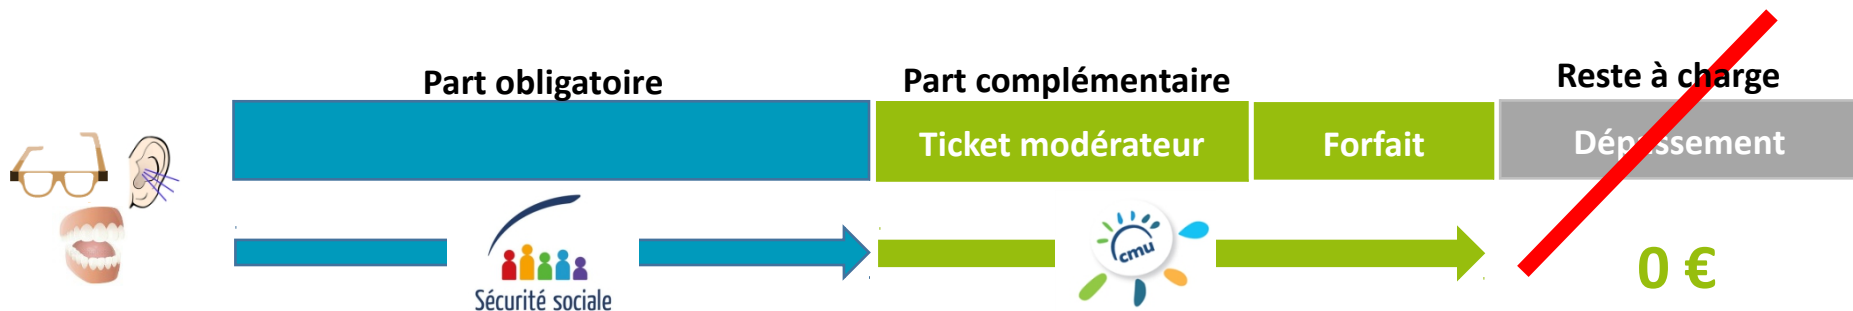 Part obligatoire
Part complémentaire
Reste à charge
Ticket modérateur
Forfait
Dépassement
Sécurité sociale
cmu
0 €